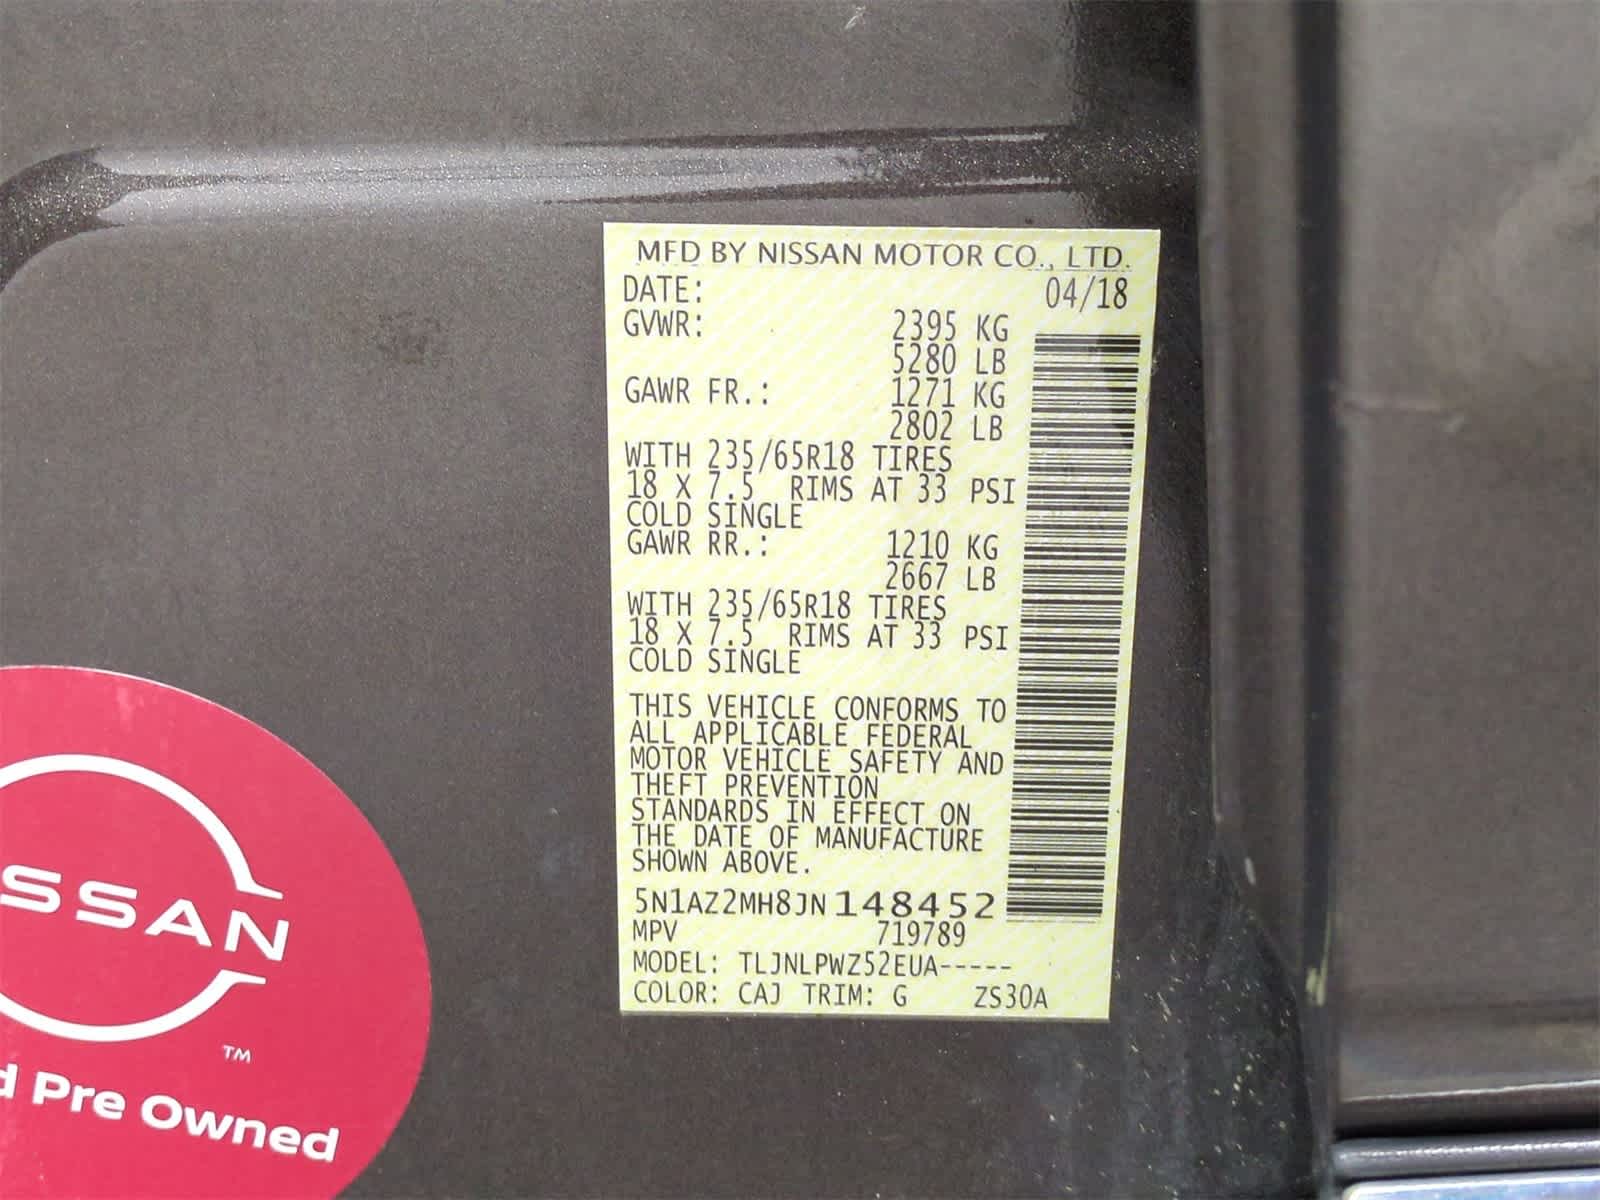 MFD BY NISSAN MOTOR CO., LTD.
DATE: 04/18
GVWR: 2395 KG
5280 LB
GAWR FR.: 1271 KG
2802 LB
WITH 235/65R18 TIRES
18 X 7.5 RIMS AT 33 PSI
COLD SINGLE
GAWR RR.: 1210 KG
2667 LB
WITH 235/65R18 TIRES
18 X 7.5 RIMS AT 33 PSI
COLD SINGLE
THIS VEHICLE CONFORMS TO
ALL APPLICABLE FEDERAL
MOTOR VEHICLE SAFETY AND
THEFT PREVENTION
STANDARDS IN EFFECT ON
THE DATE OF MANUFACTURE
SHOWN ABOVE.
5N1AZ2MH8JN148452
MPV 719789
MODEL: TLJNLPWZ52EUA-----
COLOR: CAJ TRIM: G ZS30A
SSAN
TM
d Pre Owned